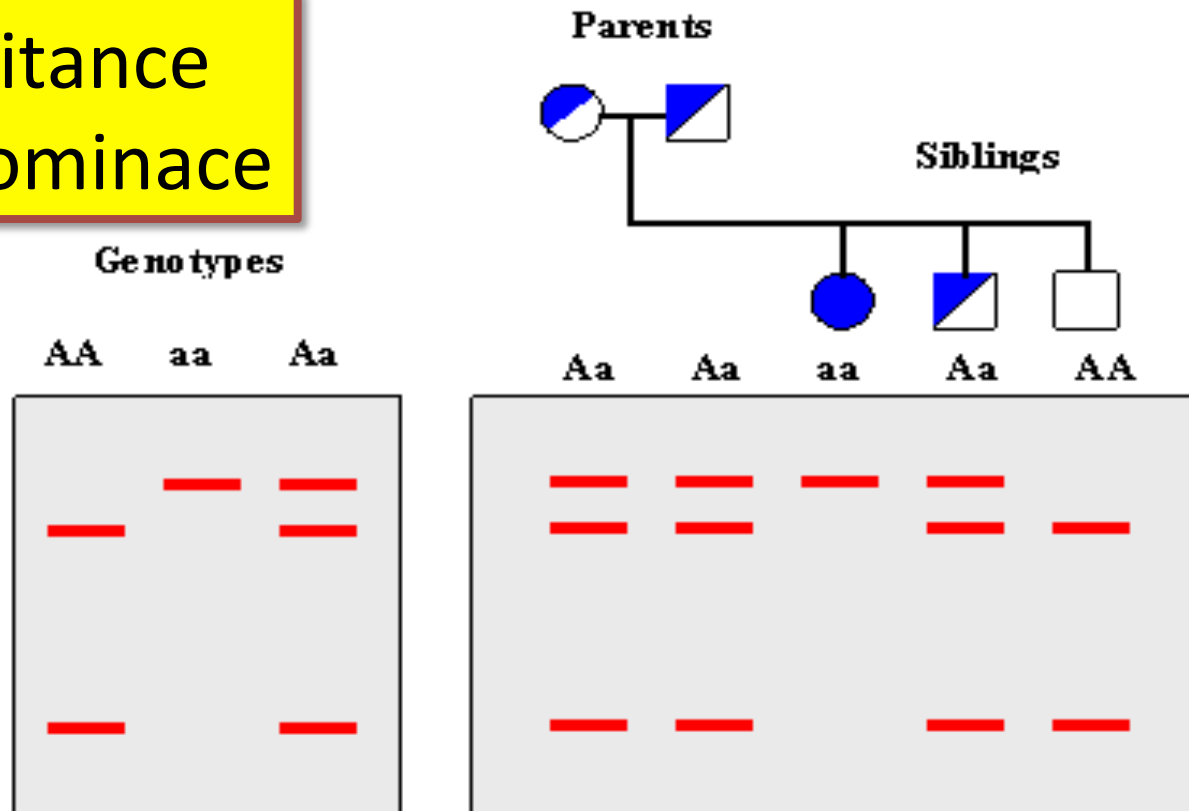 itance
ominace
Parents
Siblings
Genotypes
AA aa Aa
Aa Aa aa Aa AA